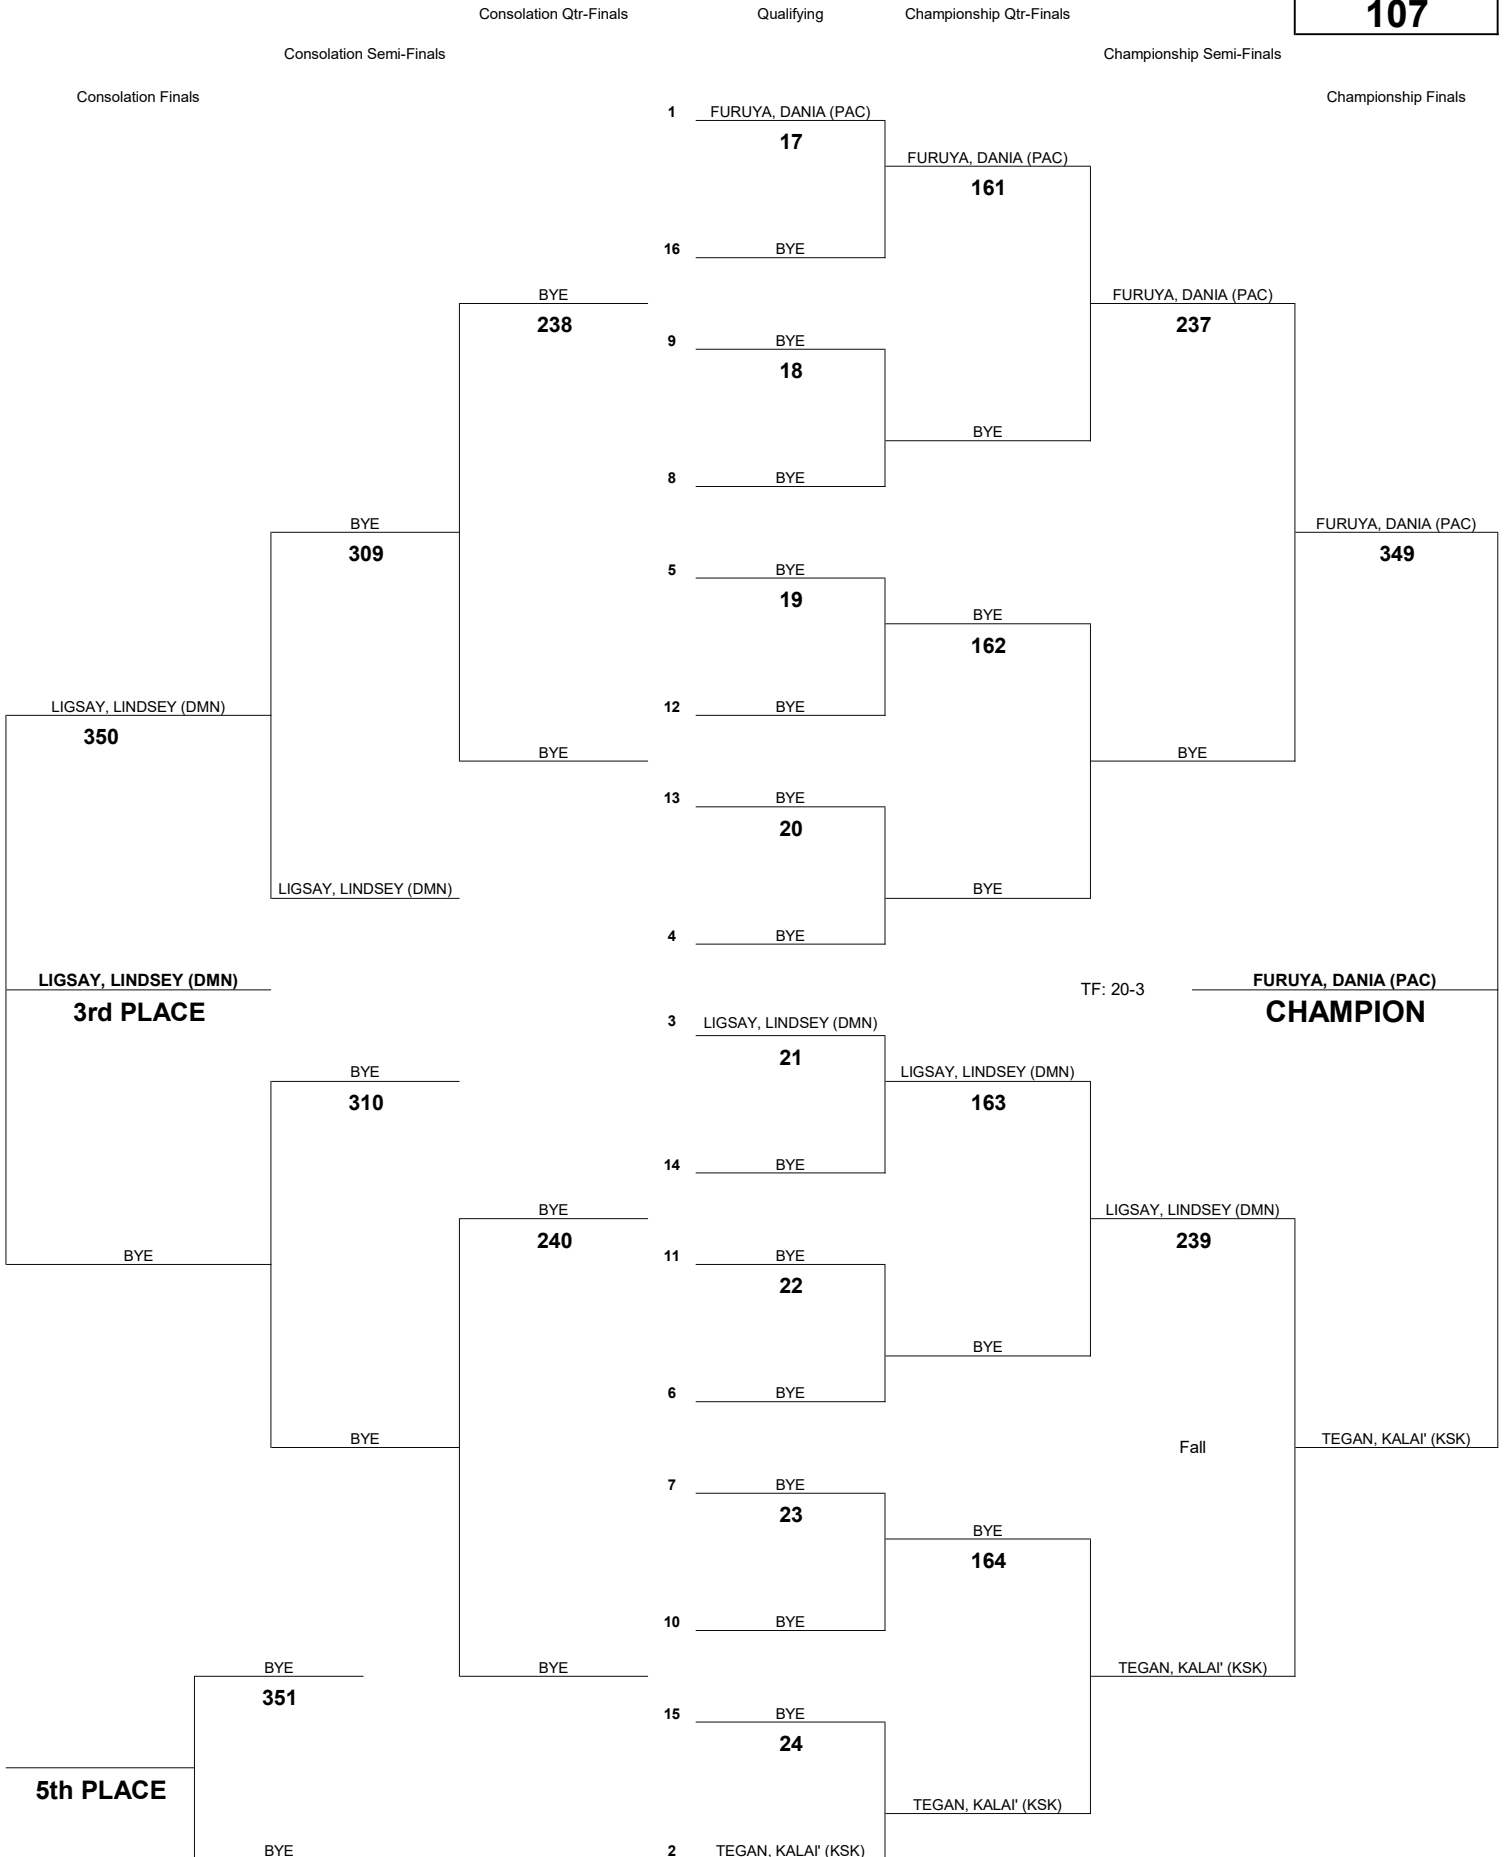 Consolation Qtr-Finals Qualifying Championship Qtr-Finals 107
Consolation Semi-Finals Championship Semi-Finals
Consolation Finals Championship Finals
1 FURUYA, DANIA (PAC)
17
FURUYA, DANIA (PAC)
161
16 BYE
BYE FURUYA, DANIA (PAC)
238 237
9 BYE
18
BYE
8 BYE
BYE FURUYA, DANIA (PAC)
309 349
5 BYE
19
BYE
162
LIGSAY, LINDSEY (DMN) 12 BYE
350
BYE BYE
13 BYE
20
LIGSAY, LINDSEY (DMN) BYE
4 BYE
LIGSAY, LINDSEY (DMN) TF: 20-3 FURUYA, DANIA (PAC)
3rd PLACE CHAMPION
3 LIGSAY, LINDSEY (DMN)
21
BYE LIGSAY, LINDSEY (DMN)
310 163
14 BYE
BYE LIGSAY, LINDSEY (DMN)
240 239
BYE 11 BYE
22
BYE
6 BYE
BYE Fall TEGAN, KALAI' (KSK)
7 BYE
23
BYE
164
10 BYE
BYE BYE TEGAN, KALAI' (KSK)
351
15 BYE
24
5th PLACE
TEGAN, KALAI' (KSK)
BYE 2 TEGAN, KALAI' (KSK)